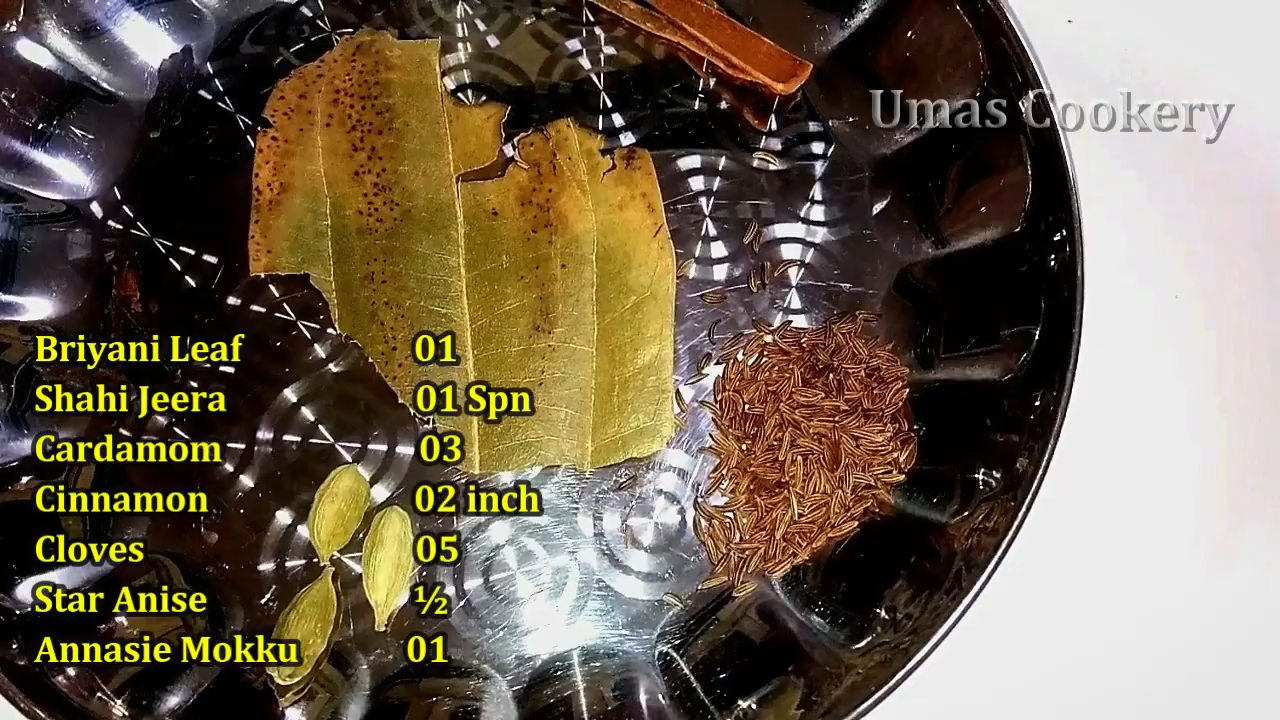 Umas Cookery
Briyani Leaf 01
Shahi Jeera 01 Spn
Cardamom 03
Cinnamon 02 inch
Cloves 05
Star Anise ½
Annasie Mokku 01